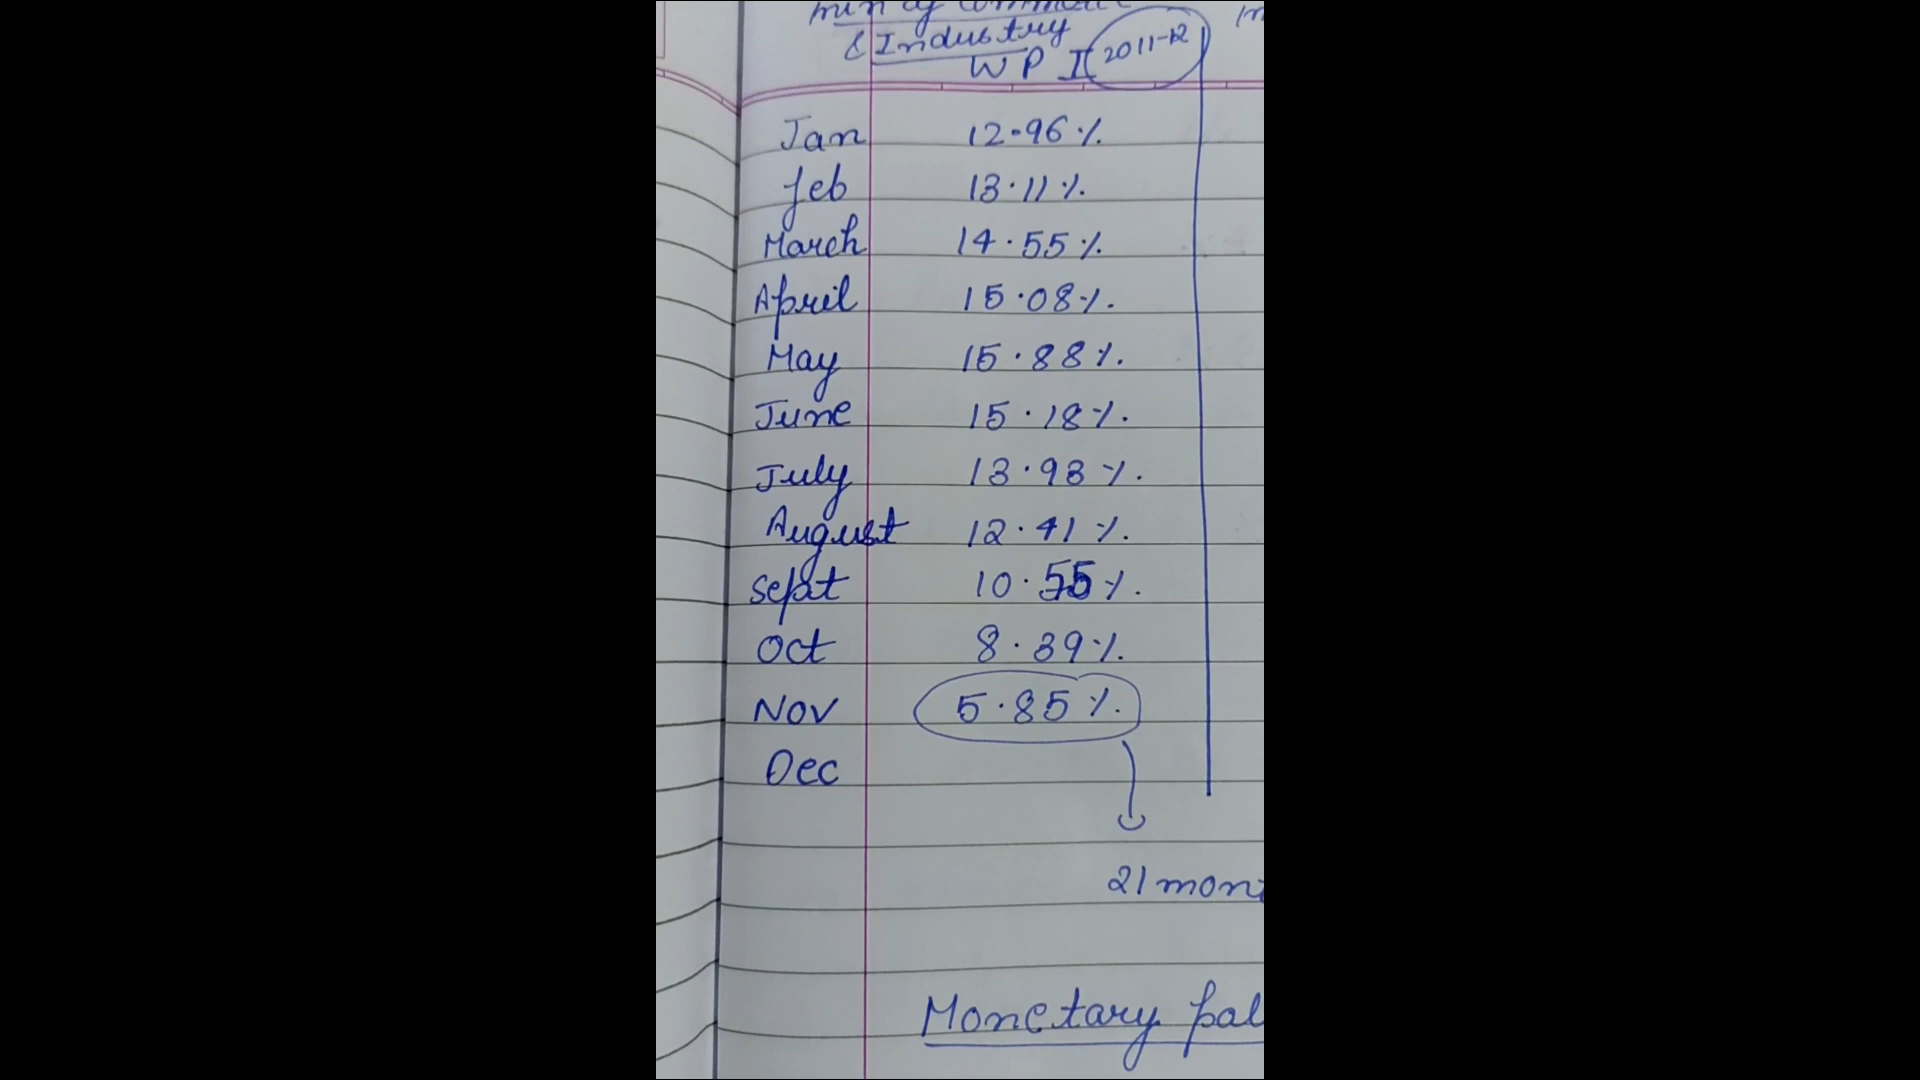 & Industry
WPI (2011-12
Jan 12.96%
feb 13.11%
March 14.55%
April 15.08%
May 15.88%
June 15.18%
July 13.93%
August 12.41%
Sept 10.55%
Oct 8.39%
Nov 5.85%
Dec
21
Monetary